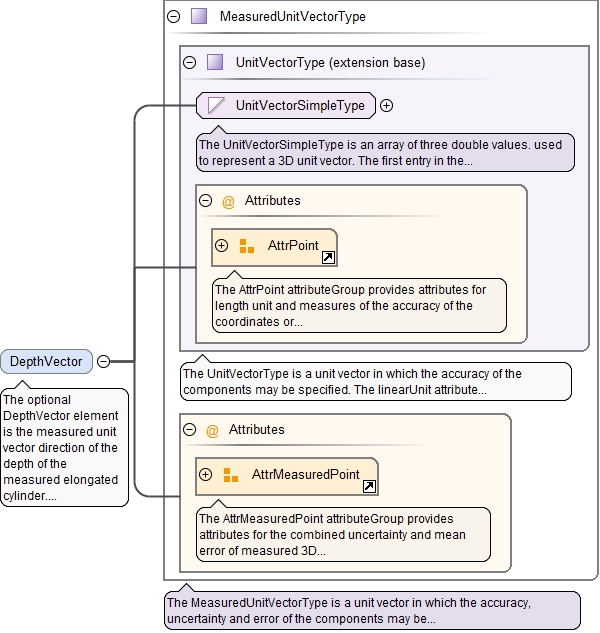 MeasuredUnitVectorType
UnitVectorType (extension base)
UnitVectorSimpleType
The UnitVectorSimpleType is an array of three double values. used
to represent a 3D unit vector. The first entry in the...
@ Attributes
AttrPoint
The AttrPoint attributeGroup provides attributes for
length unit and measures of the accuracy of the
coordinates or...
DepthVector
The optional
DepthVector element
is the measured unit
vector direction of the
depth of the
measured elongated
cylinder....
The UnitVectorType is a unit vector in which the accuracy of the
components may be specified. The linearUnit attribute...
@ Attributes
AttrMeasuredPoint
The AttrMeasuredPoint attributeGroup provides
attributes for the combined uncertainty and mean
error of measured 3D...
The MeasuredUnitVectorType is a unit vector in which the accuracy,
uncertainty and error of the components may be...